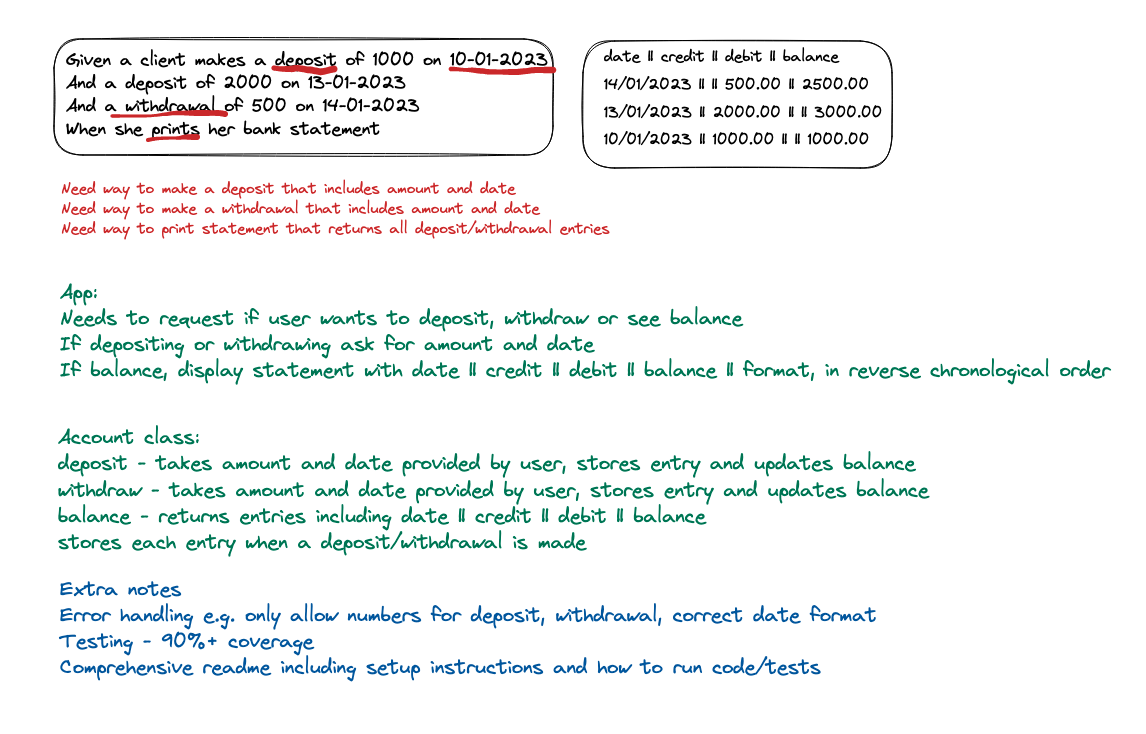 Given a client makes a deposit of 1000 on 10-01-2023
And a deposit of 2000 on 13-01-2023
And a withdrawal of 500 on 14-01-2023
When she prints her bank statement
date || credit || debit || balance
14/01/2023 || || 500.00 || 2500.00
13/01/2023 || 2000.00 || || 3000.00
10/01/2023 || 1000.00 || || 1000.00
Need way to make a deposit that includes amount and date
Need way to make a withdrawal that includes amount and date
Need way to print statement that returns all deposit/withdrawal entries
App:
Needs to request if user wants to deposit, withdraw or see balance
If depositing or withdrawing ask for amount and date
If balance, display statement with date || credit || debit || balance || format, in reverse chronological order
Account class:
deposit - takes amount and date provided by user, stores entry and updates balance
withdraw - takes amount and date provided by user, stores entry and updates balance
balance - returns entries including date || credit || debit || balance
stores each entry when a deposit/withdrawal is made
Extra notes
Error handling e.g. only allow numbers for deposit, withdrawal, correct date format
Testing - 90%+ coverage
Comprehensive readme including setup instructions and how to run code/tests